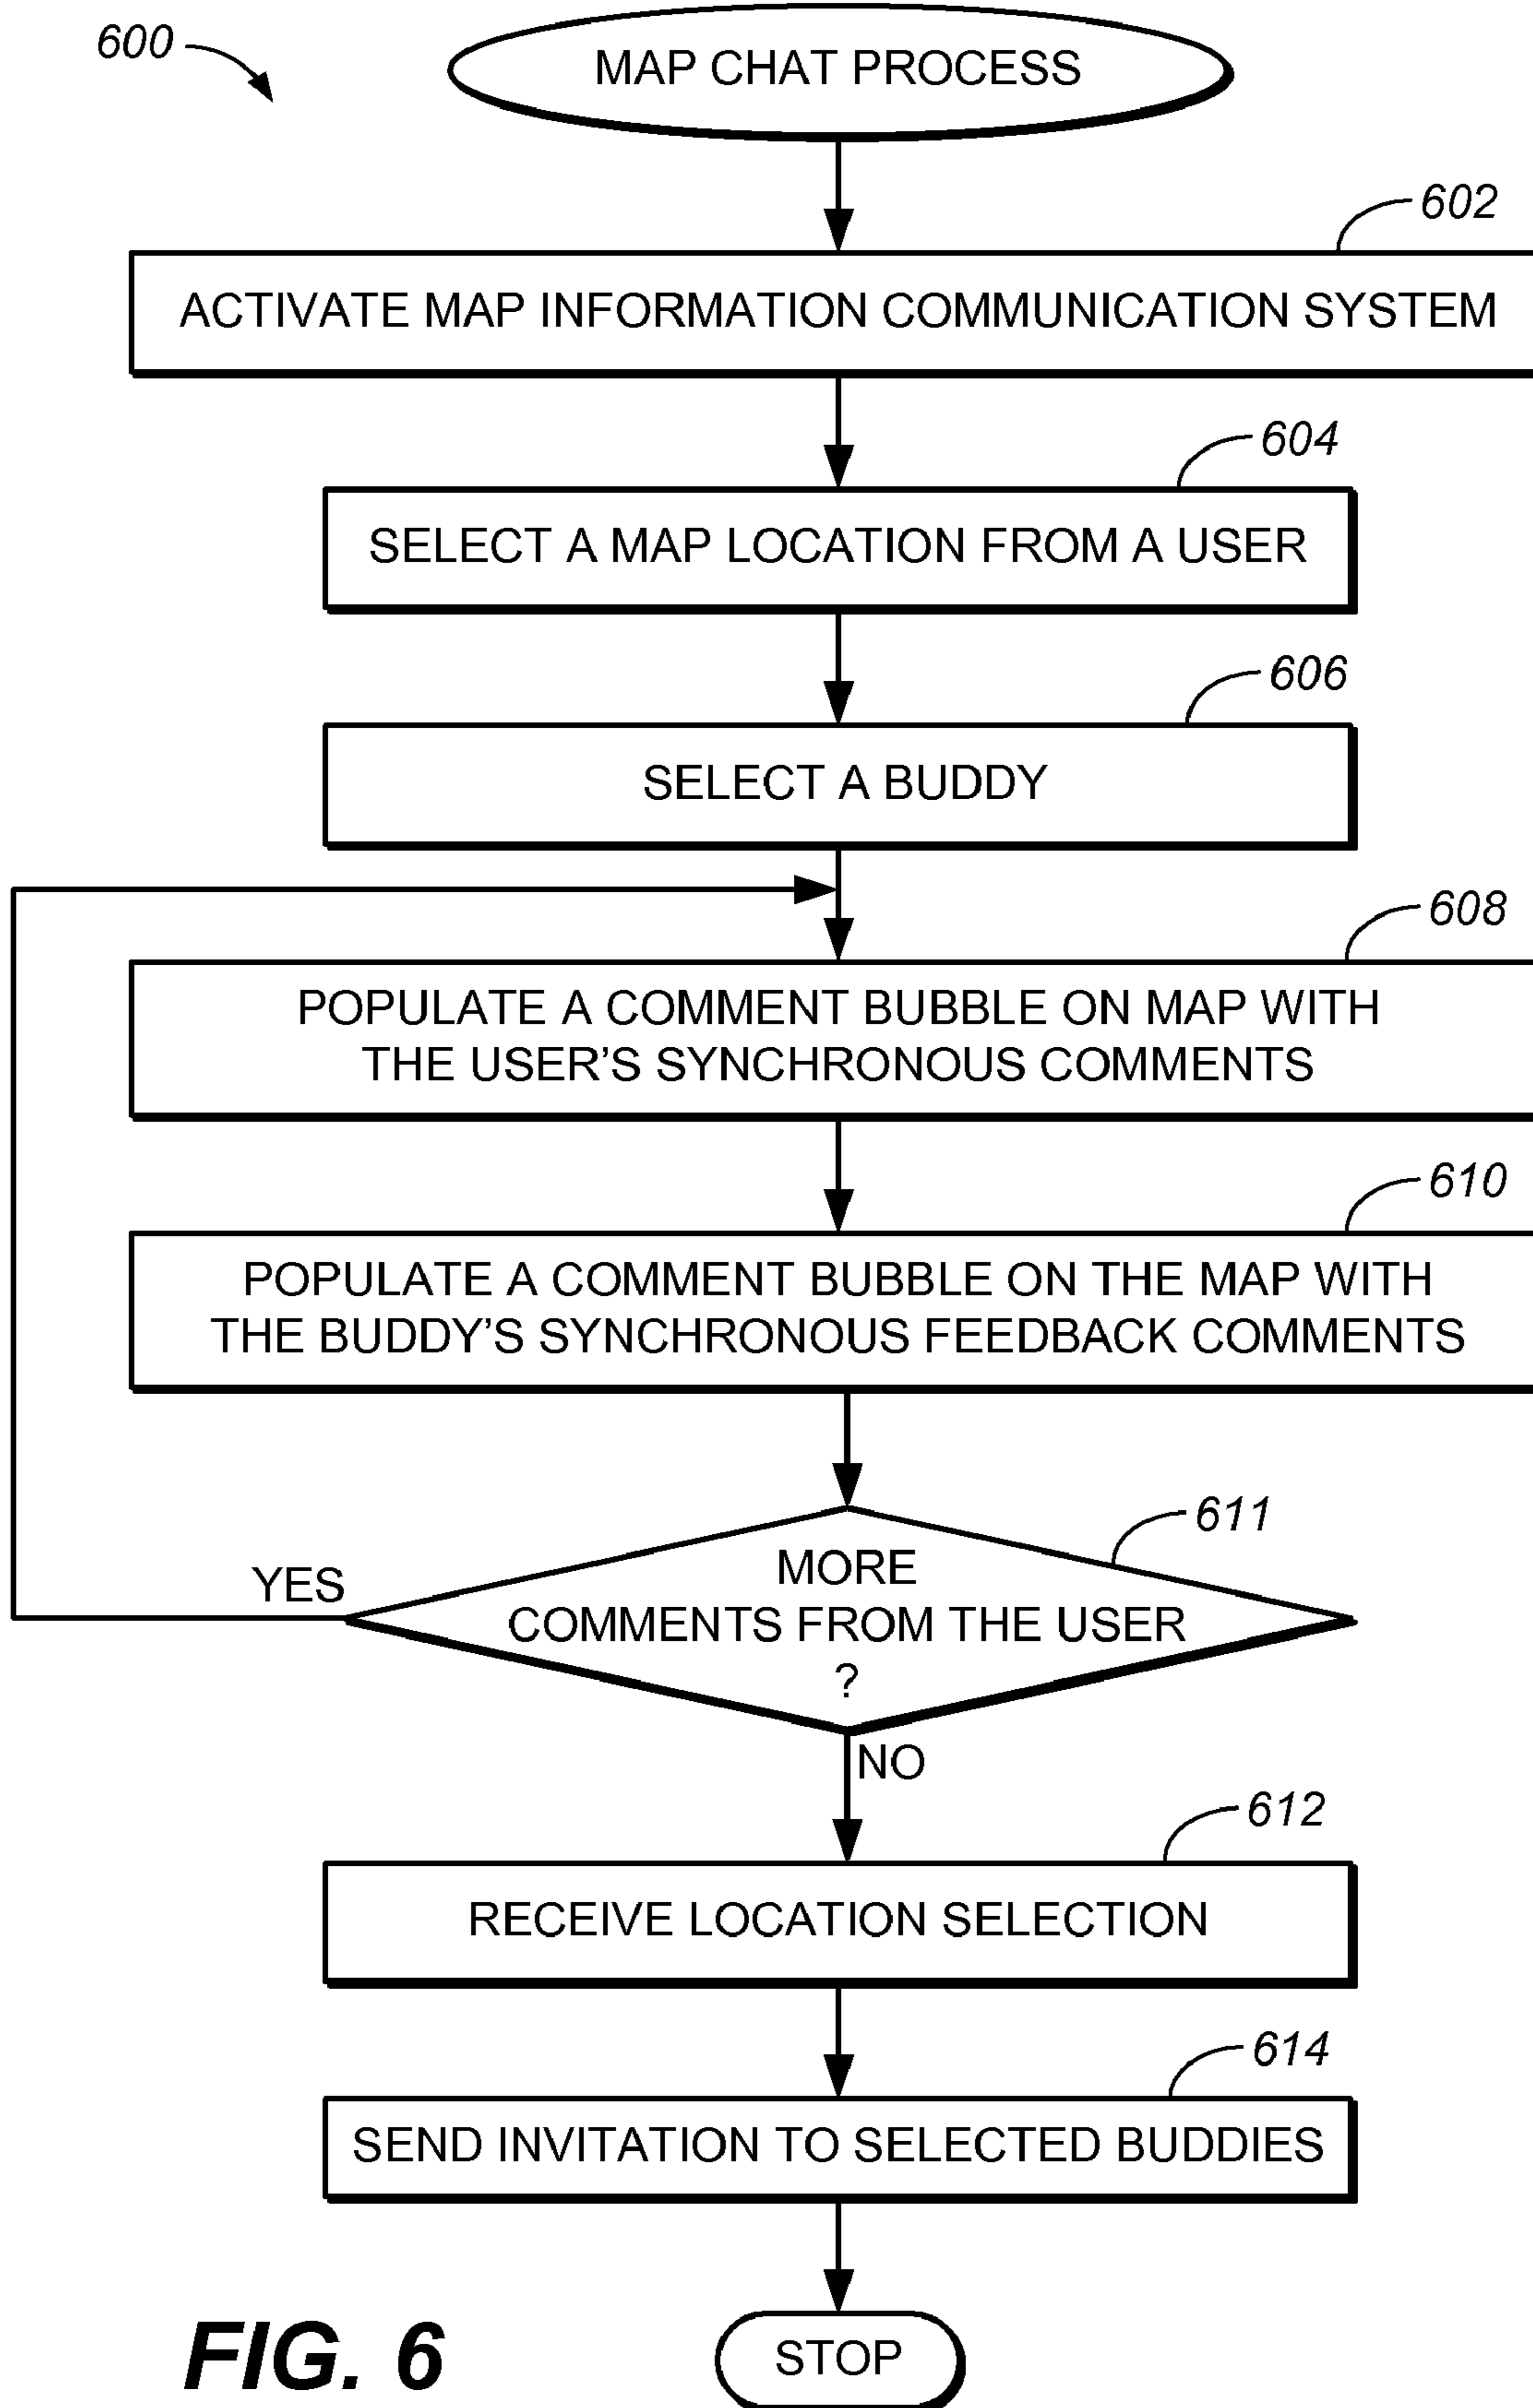 600
MAP CHAT PROCESS
602
ACTIVATE MAP INFORMATION COMMUNICATION SYSTEM
604
SELECT A MAP LOCATION FROM A USER
606
SELECT A BUDDY
608
POPULATE A COMMENT BUBBLE ON MAP WITH
THE USER'S SYNCHRONOUS COMMENTS
610
POPULATE A COMMENT BUBBLE ON THE MAP WITH
THE BUDDY'S SYNCHRONOUS FEEDBACK COMMENTS
611
YES
MORE
COMMENTS FROM THE USER
?
NO
612
RECEIVE LOCATION SELECTION
614
SEND INVITATION TO SELECTED BUDDIES
STOP
FIG. 6